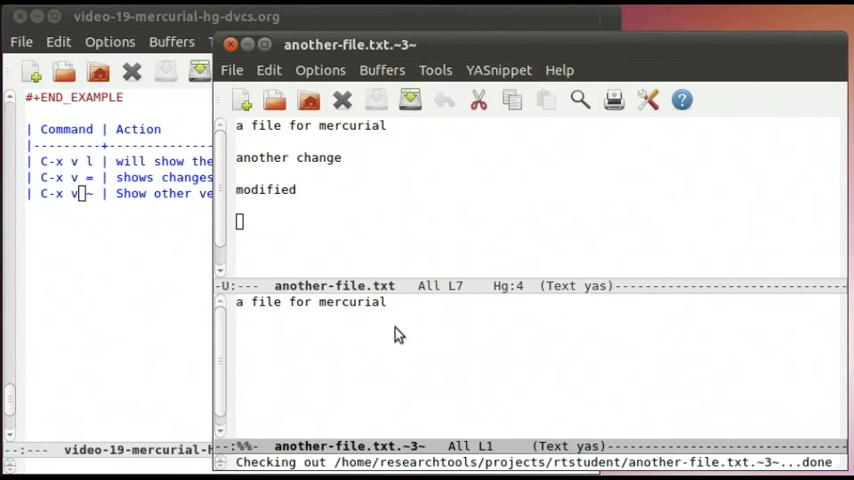 video-19-mercurial-hg-dvcs.org
File Edit Options Buffers
#+END_EXAMPLE
| Command | Action
|---------+---------------
| C-x v l | will show the
| C-x v = | shows changes
| C-x v ~ | Show other ve
--:--- video-19-mercurial-h
another-file.txt.~3~
File Edit Options Buffers Tools YASnippet Help
a file for mercurial
another change
modified
-U:--- another-file.txt All L7 Hg:4 (Text yas)------------------------------
a file for mercurial
--:%%- another-file.txt.~3~ All L1 (Text yas)------------------------------
Checking out /home/researchtools/projects/rtstudent/another-file.txt.~3~...done